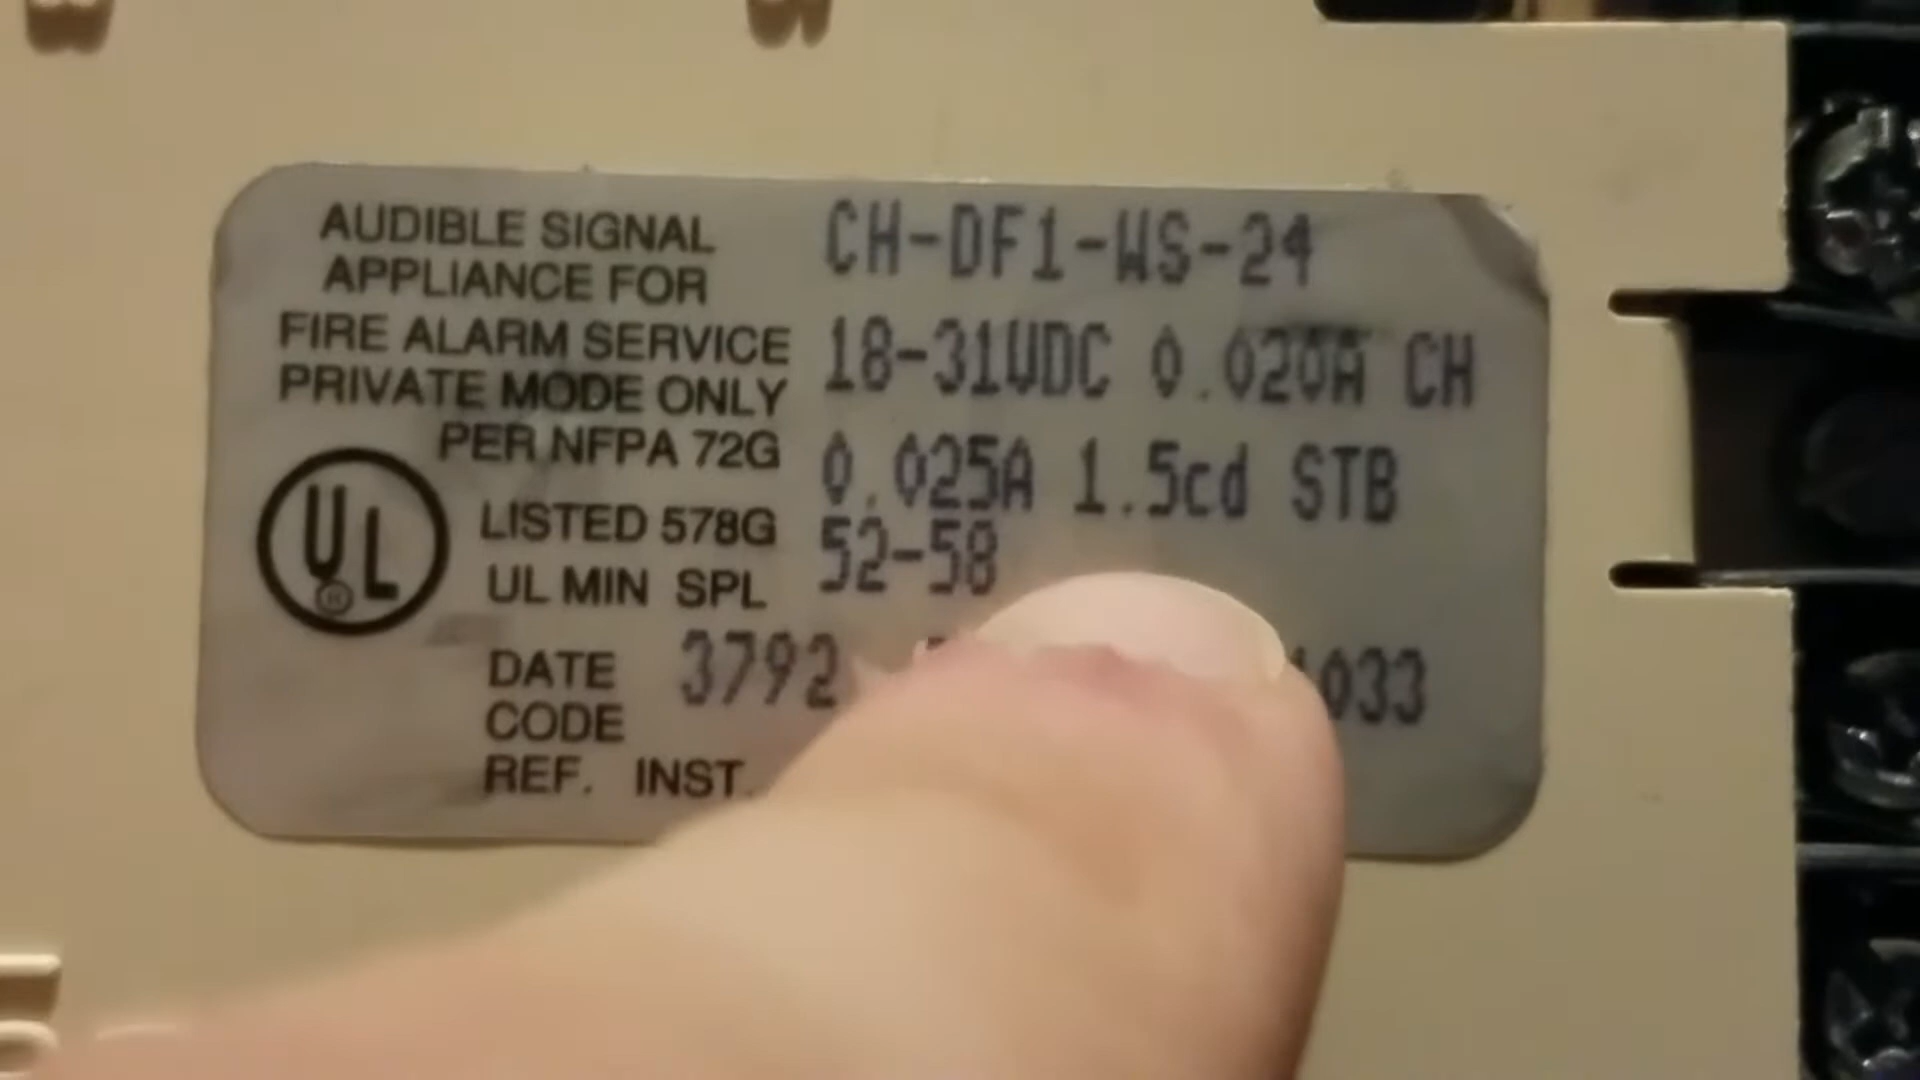 AUDIBLE SIGNAL
APPLIANCE FOR
FIRE ALARM SERVICE
PRIVATE MODE ONLY
PER NFPA 72G
UL
®
LISTED 578G
UL MIN SPL
DATE 3792
CODE
REF. INST.
CH-DF1-WS-24
18-31VDC 0.020A CH
0.025A 1.5cd STB
52-58